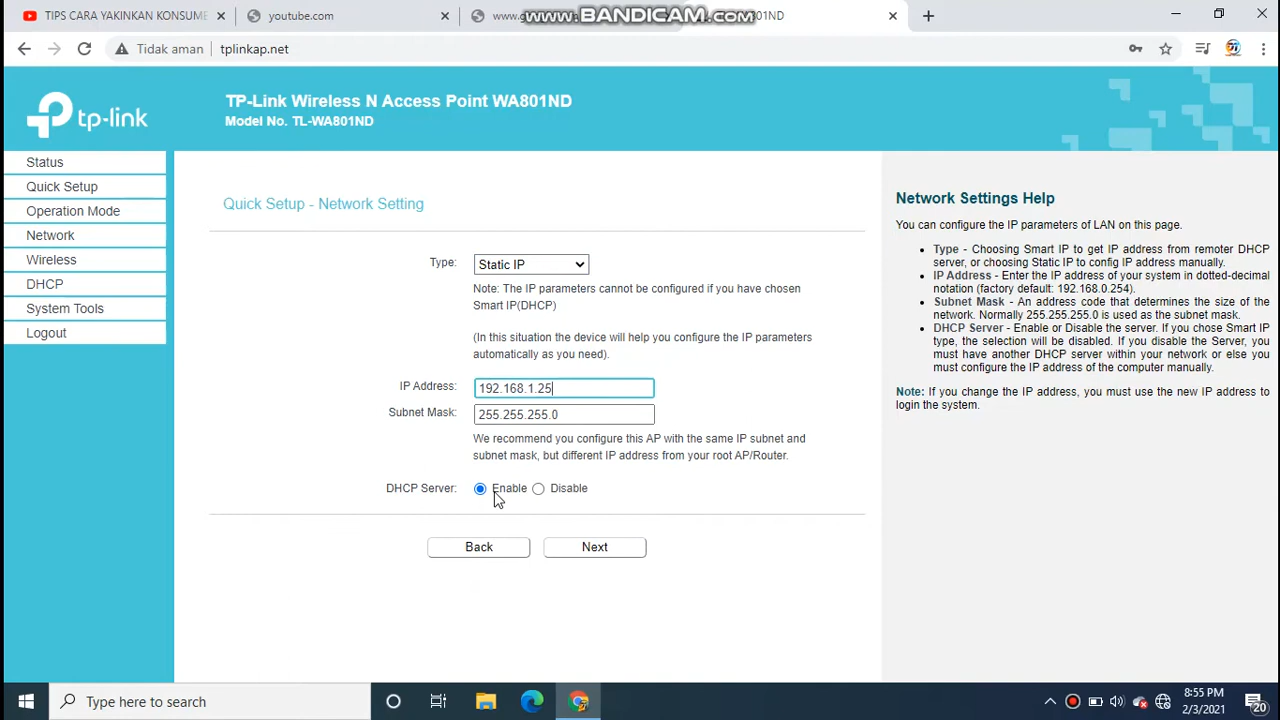 TIPS CARA YAKINKAN KONSUME
youtube.com
www.g
801ND
www.BANDICAM.com
Tidak aman
tplinkap.net
tp-link
TP-Link Wireless N Access Point WA801ND
Model No. TL-WA801ND
Status
Quick Setup
Operation Mode
Network
Wireless
DHCP
System Tools
Logout
Quick Setup - Network Setting
Type:
Static IP
Note: The IP parameters cannot be configured if you have chosen
Smart IP(DHCP)
(In this situation the device will help you configure the IP parameters
automatically as you need).
IP Address:
192.168.1.25
Subnet Mask:
255.255.255.0
We recommend you configure this AP with the same IP subnet and
subnet mask, but different IP address from your root AP/Router.
DHCP Server:
Enable
Disable
Back
Next
Network Settings Help
You can configure the IP parameters of LAN on this page.
Type - Choosing Smart IP to get IP address from remoter DHCP
server, or choosing Static IP to config IP address manually.
IP Address - Enter the IP address of your system in dotted-decimal
notation (factory default: 192.168.0.254).
Subnet Mask - An address code that determines the size of the
network. Normally 255.255.255.0 is used as the subnet mask.
DHCP Server - Enable or Disable the server. If you chose Smart IP
type, the selection will be disabled. If you disable the Server, you
must have another DHCP server within your network or else you
must configure the IP address of the computer manually.
Note: If you change the IP address, you must use the new IP address to
login the system.
Type here to search
8:55 PM
2/3/2021
20